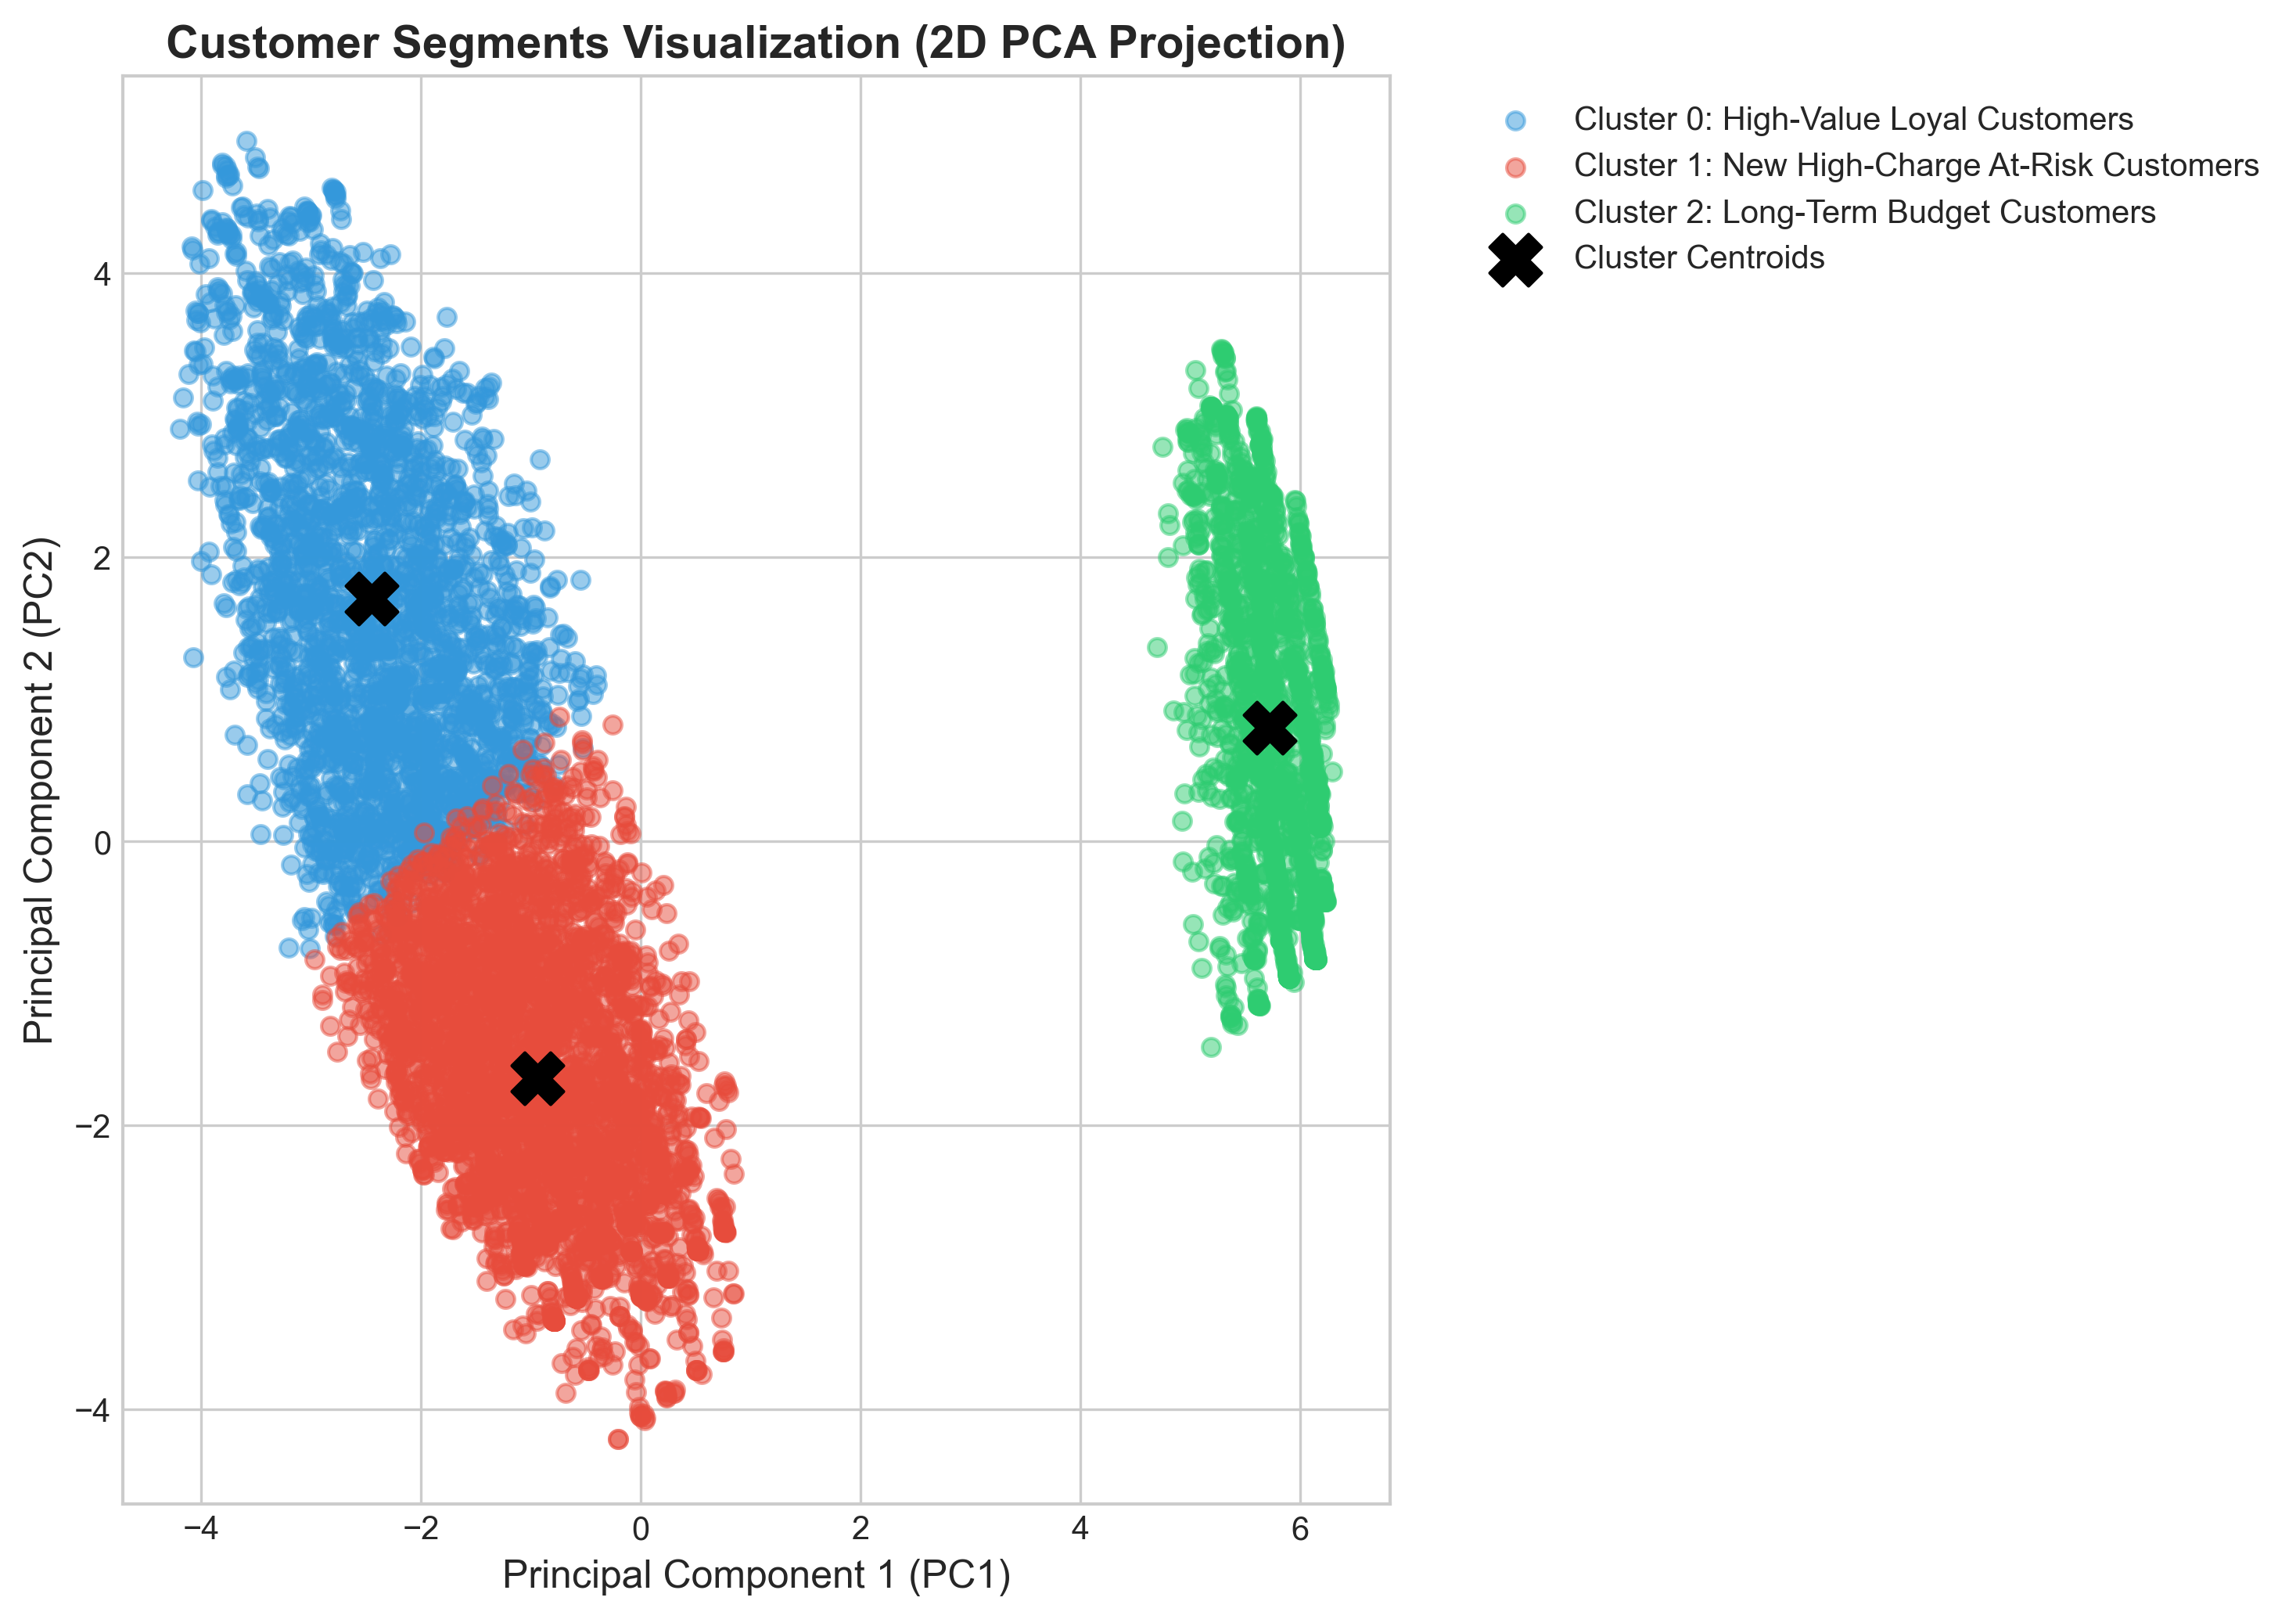 Customer Segments Visualization (2D PCA Projection)
Cluster 0: High-Value Loyal Customers
Cluster 1: New High-Charge At-Risk Customers
Cluster 2: Long-Term Budget Customers
Cluster Centroids
Principal Component 2 (PC2)
4
2
0
−2
−4
−4 −2 0 2 4 6
Principal Component 1 (PC1)